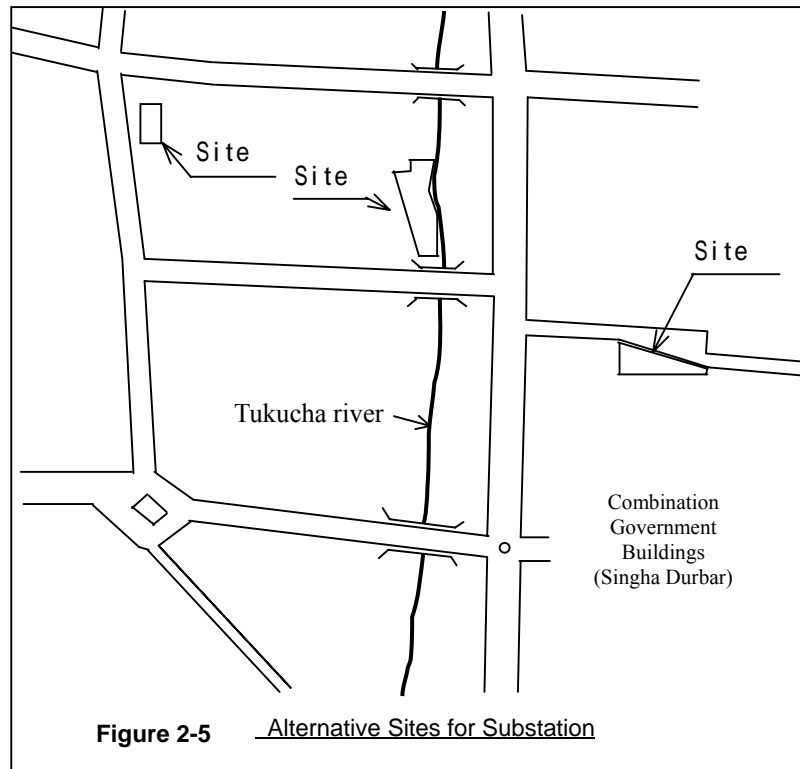 Site
Site
Site
Tukucha river
Combination
Government
Buildings
(Singha Durbar)
Figure 2-5 Alternative Sites for Substation